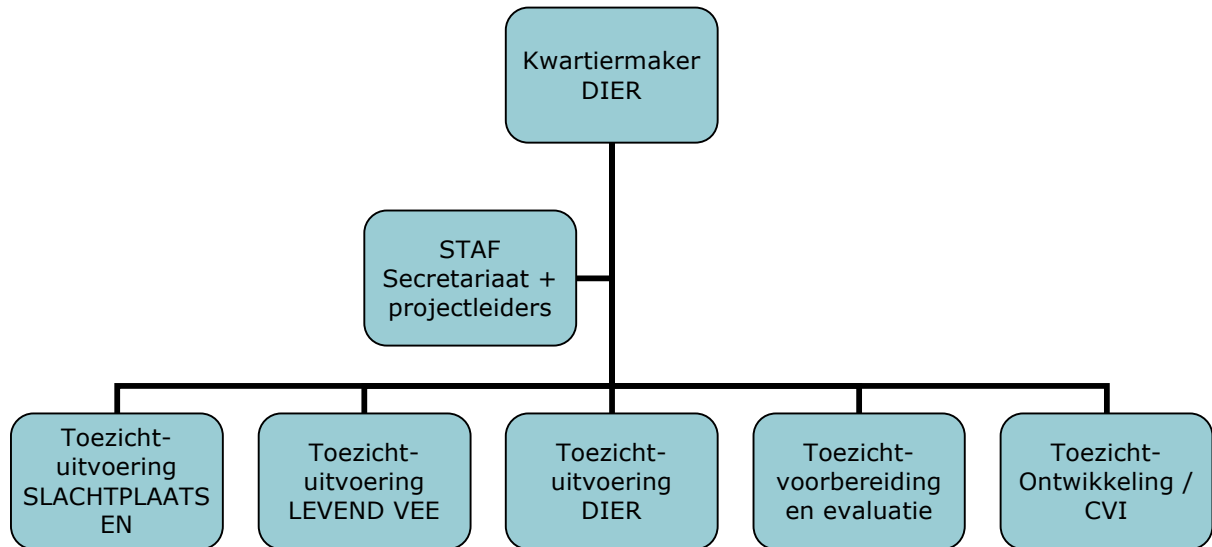 Kwartiermaker
DIER
STAF
Secretariaat +
projectleiders
Toezicht-
uitvoering
SLACHTPLAATS
EN
Toezicht-
uitvoering
LEVEND VEE
Toezicht-
uitvoering
DIER
Toezicht-
voorbereiding
en evaluatie
Toezicht-
Ontwikkeling /
CVI